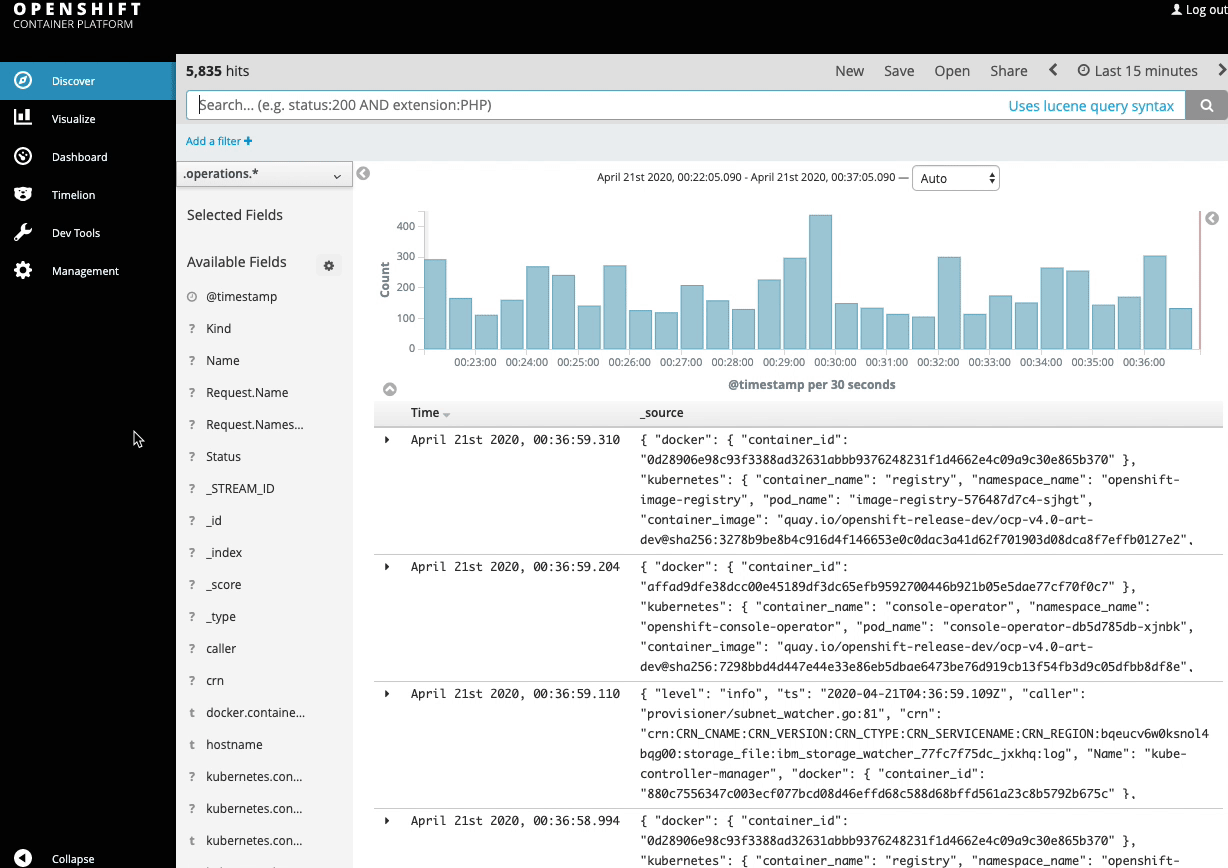 OPENSHIFT
CONTAINER PLATFORM
Log out
Discover
Visualize
Dashboard
Timelion
Dev Tools
Management
Collapse
5,835 hits
New Save Open Share Last 15 minutes
Search... (e.g. status:200 AND extension:PHP) Uses lucene query syntax
Add a filter +
.operations.*
Selected Fields
Available Fields
@timestamp
? Kind
? Name
? Request.Name
? Request.Names...
? Status
? _STREAM_ID
? _id
? _index
? _score
? _type
? caller
? crn
t docker.containe...
t hostname
? kubernetes.con...
? kubernetes.con...
t kubernetes.con...
April 21st 2020, 00:22:05.090 - April 21st 2020, 00:37:05.090 — Auto
Count
400
300
200
100
0
00:23:00 00:24:00 00:25:00 00:26:00 00:27:00 00:28:00 00:29:00 00:30:00 00:31:00 00:32:00 00:33:00 00:34:00 00:35:00 00:36:00
@timestamp per 30 seconds
Time _source
April 21st 2020, 00:36:59.310 { "docker": { "container_id":
"0d28906e98c93f3388ad32631abbb9376248231f1d4662e4c09a9c30e865b370" },
"kubernetes": { "container_name": "registry", "namespace_name": "openshift-
image-registry", "pod_name": "image-registry-576487d7c4-sjhgt",
"container_image": "quay.io/openshift-release-dev/ocp-v4.0-art-
dev@sha256:3278b9be8b4c916d4f146653e0c0dac3a41d62f701903d08dca8f7effb0127e2",
April 21st 2020, 00:36:59.204 { "docker": { "container_id":
"affad9dfe38dcc00e45189df3dc65efb9592700446b921b05e5dae77cf70f0c7" },
"kubernetes": { "container_name": "console-operator", "namespace_name":
"openshift-console-operator", "pod_name": "console-operator-db5d785db-xjnbk",
"container_image": "quay.io/openshift-release-dev/ocp-v4.0-art-
dev@sha256:7298bbd4d447e44e33e86eb5dbae6473be76d919cb13f54fb3d9c05dfbb8df8e",
April 21st 2020, 00:36:59.110 { "level": "info", "ts": "2020-04-21T04:36:59.109Z", "caller":
"provisioner/subnet_watcher.go:81", "crn":
"crn:CRN_CNAME:CRN_VERSION:CRN_CTYPE:CRN_SERVICENAME:CRN_REGION:bqeucv6w0ksnol4
bqg00:storage_file:ibm_storage_watcher_77fc7f75dc_jxkhq:log", "Name": "kube-
controller-manager", "docker": { "container_id":
"880c7556347c003ecf077bcd08d46effd68c588d68bffd561a23c8b5792b675c" },
April 21st 2020, 00:36:58.994 { "docker": { "container_id":
"0d28906e98c93f3388ad32631abbb9376248231f1d4662e4c09a9c30e865b370" },
"kubernetes": { "container_name": "registry", "namespace_name": "openshift-